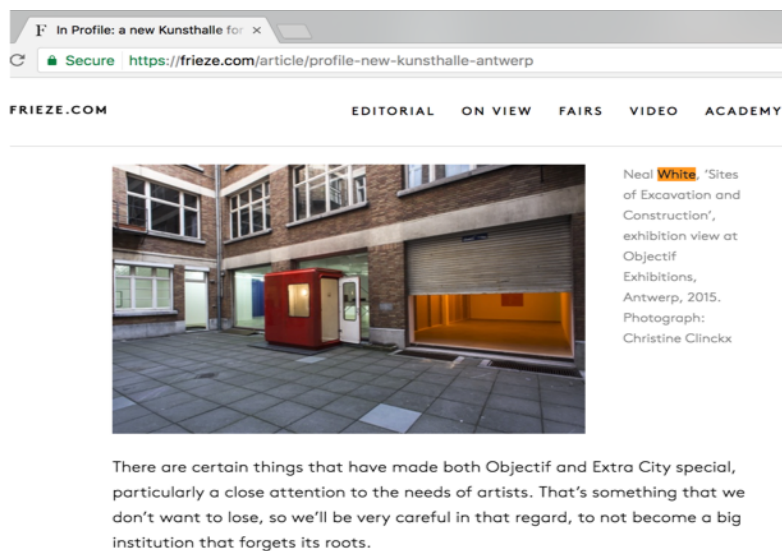 F In Profile: a new Kunsthalle for ×
Secure https://frieze.com/article/profile-new-kunsthalle-antwerp
FRIEZE.COM EDITORIAL ON VIEW FAIRS VIDEO ACADEMY
Neal White, 'Sites
of Excavation and
Construction',
exhibition view at
Objectif
Exhibitions,
Antwerp, 2015.
Photograph:
Christine Clinckx
There are certain things that have made both Objectif and Extra City special,
particularly a close attention to the needs of artists. That's something that we
don't want to lose, so we'll be very careful in that regard, to not become a big
institution that forgets its roots.